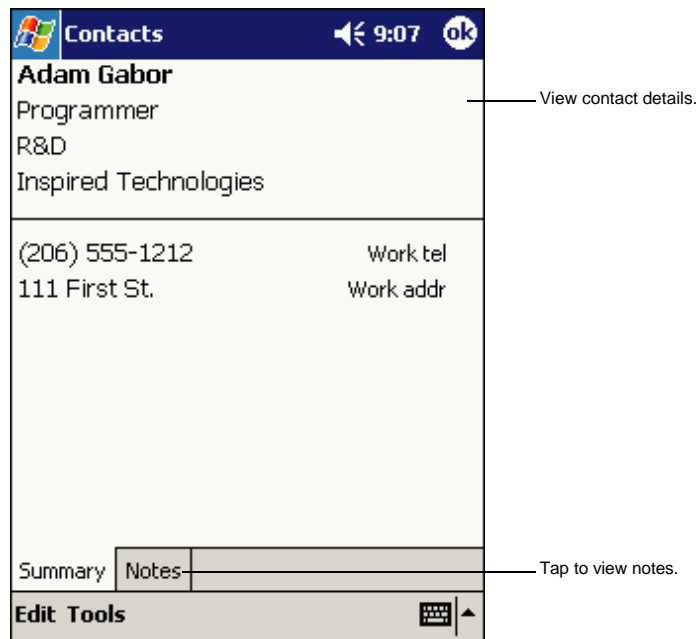 Contacts 9:07 ok
Adam Gabor
Programmer
R&D
Inspired Technologies
View contact details.
(206) 555-1212 Work tel
111 First St. Work addr
Summary Notes
Tap to view notes.
Edit Tools